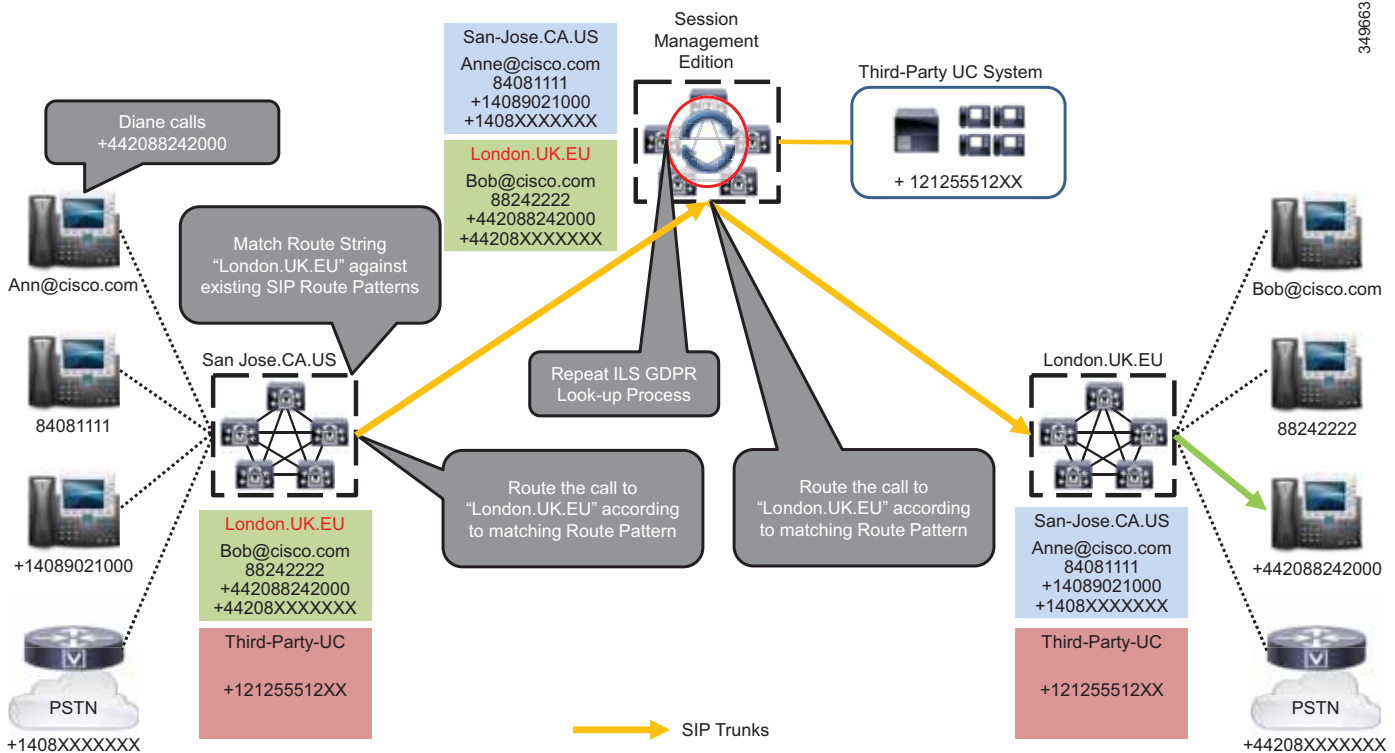 349663
Session
Management
Edition
San-Jose.CA.US
Anne@cisco.com
84081111
+14089021000
+1408XXXXXXX
London.UK.EU
Bob@cisco.com
88242222
+442088242000
+44208XXXXXXX
Third-Party UC System
+ 121255512XX
Diane calls
+442088242000
Ann@cisco.com
84081111
+14089021000
PSTN
+1408XXXXXXX
Match Route String
“London.UK.EU” against
existing SIP Route Patterns
San Jose.CA.US
London.UK.EU
Bob@cisco.com
88242222
+442088242000
+44208XXXXXXX
Third-Party-UC
+121255512XX
Repeat ILS GDPR
Look-up Process
Route the call to
“London.UK.EU” according
to matching Route Pattern
Route the call to
“London.UK.EU” according
to matching Route Pattern
London.UK.EU
San-Jose.CA.US
Anne@cisco.com
84081111
+14089021000
+1408XXXXXXX
Third-Party-UC
+121255512XX
Bob@cisco.com
88242222
+442088242000
PSTN
+44208XXXXXXX
SIP Trunks